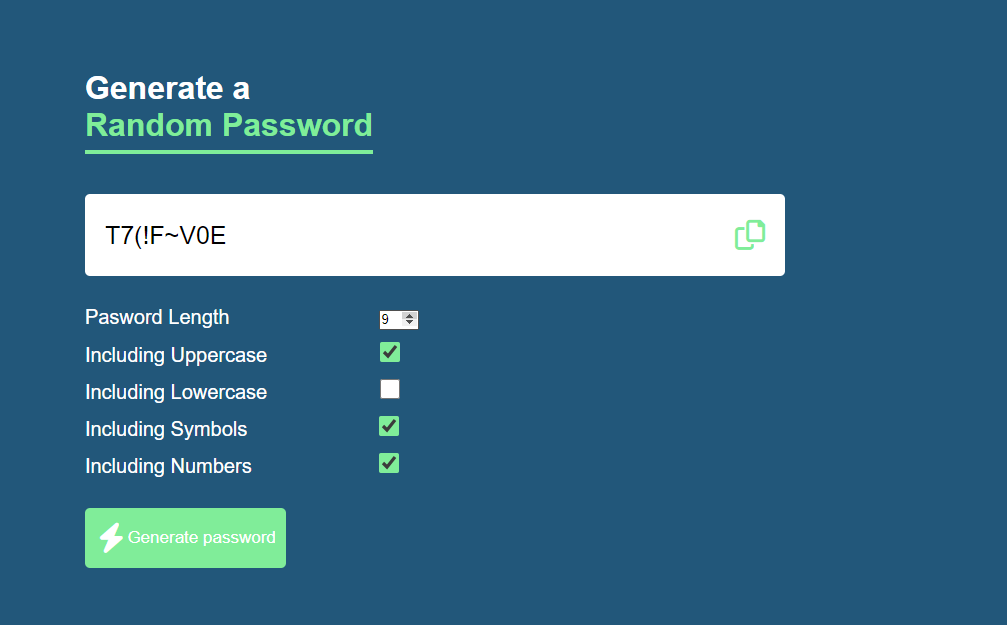 Generate a
Random Password
T7(!F~V0E
Pasword Length 9
Including Uppercase
Including Lowercase
Including Symbols
Including Numbers
Generate password